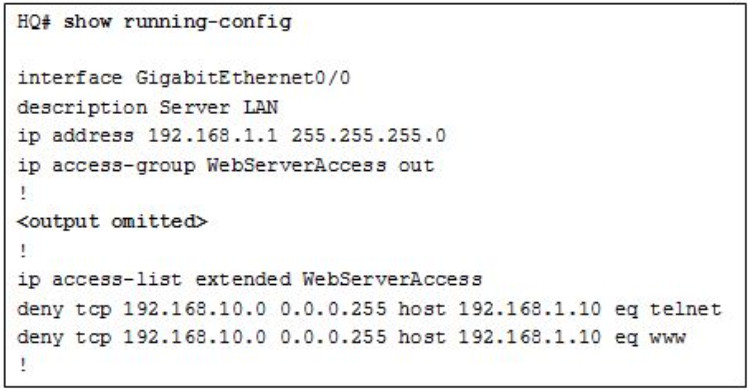 HQ# show running-config
interface GigabitEthernet0/0
description Server LAN
ip address 192.168.1.1 255.255.255.0
ip access-group WebServerAccess out
!
<output omitted>
!
ip access-list extended WebServerAccess
deny tcp 192.168.10.0 0.0.0.255 host 192.168.1.10 eq telnet
deny tcp 192.168.10.0 0.0.0.255 host 192.168.1.10 eq www
!